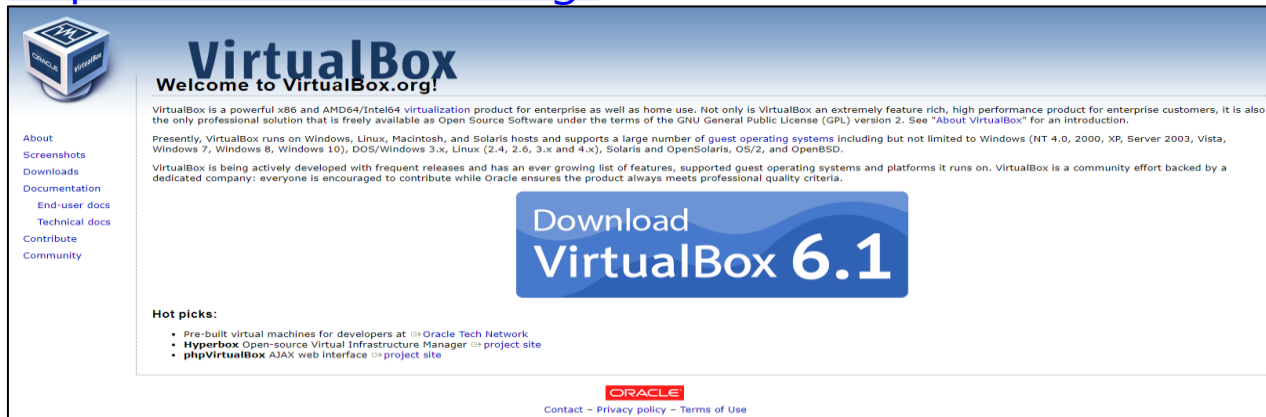 VirtualBox
Welcome to VirtualBox.org!
VirtualBox is a powerful x86 and AMD64/Intel64 virtualization product for enterprise as well as home use. Not only is VirtualBox an extremely feature rich, high performance product for enterprise customers, it is also
the only professional solution that is freely available as Open Source Software under the terms of the GNU General Public License (GPL) version 2. See "About VirtualBox" for an introduction.
Presently, VirtualBox runs on Windows, Linux, Macintosh, and Solaris hosts and supports a large number of guest operating systems including but not limited to Windows (NT 4.0, 2000, XP, Server 2003, Vista,
Windows 7, Windows 8, Windows 10), DOS/Windows 3.x, Linux (2.4, 2.6, 3.x and 4.x), Solaris and OpenSolaris, OS/2, and OpenBSD.
VirtualBox is being actively developed with frequent releases and has an ever growing list of features, supported guest operating systems and platforms it runs on. VirtualBox is a community effort backed by a
dedicated company: everyone is encouraged to contribute while Oracle ensures the product always meets professional quality criteria.
ORACLE
VirtualBox
About
Screenshots
Downloads
Documentation
End-user docs
Technical docs
Contribute
Community
Download
VirtualBox 6.1
Hot picks:
• Pre-built virtual machines for developers at Oracle Tech Network
• Hyperbox Open-source Virtual Infrastructure Manager project site
• phpVirtualBox AJAX web interface project site
ORACLE
Contact – Privacy policy – Terms of Use